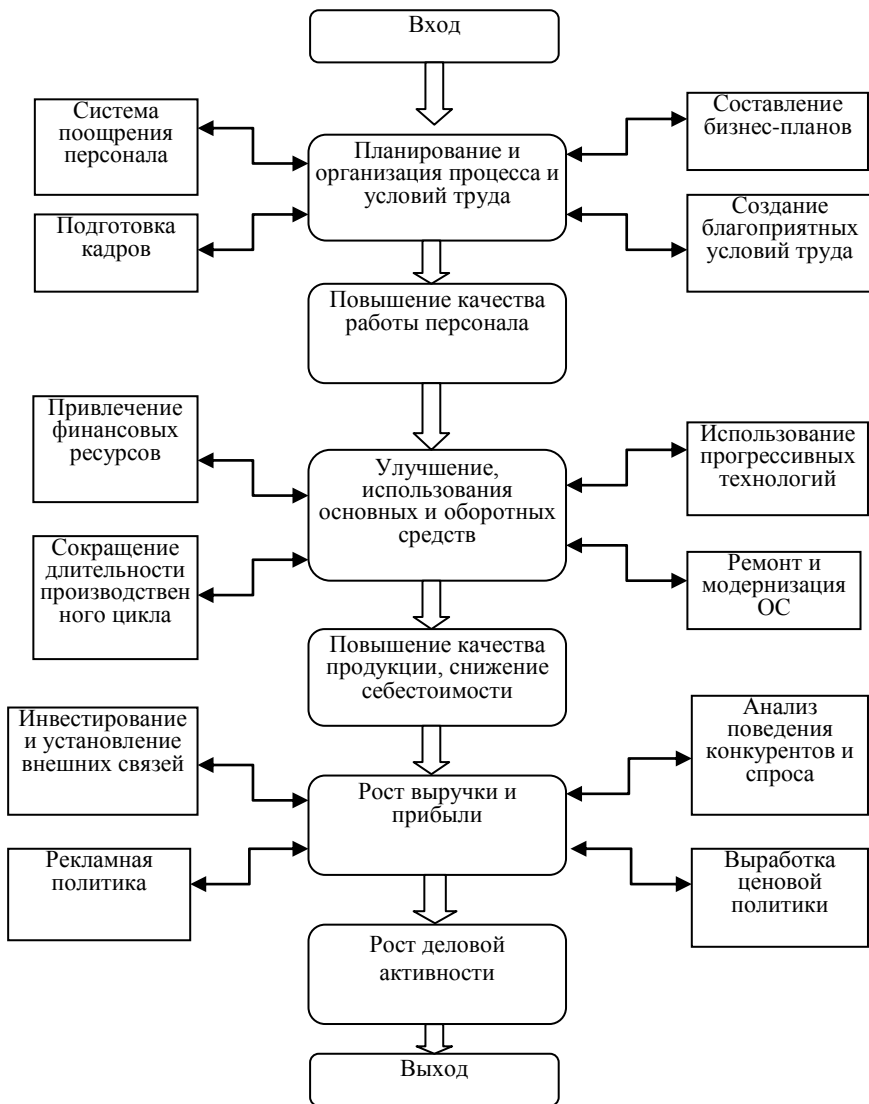 Вход
Система
поощрения
персонала
Составление
бизнес-планов
Планирование и
организация процесса и
условий труда
Подготовка
кадров
Создание
благоприятных
условий труда
Повышение качества
работы персонала
Привлечение
финансовых
ресурсов
Использование
прогрессивных
технологий
Улучшение,
использования
основных и оборотных
средств
Сокращение
длительности
производствен
ного цикла
Ремонт и
модернизация
ОС
Повышение качества
продукции, снижение
себестоимости
Инвестирование
и установление
внешних связей
Анализ
поведения
конкурентов и
спроса
Рост выручки и
прибыли
Рекламная
политика
Выработка
ценовой
политики
Рост деловой
активности
Выход